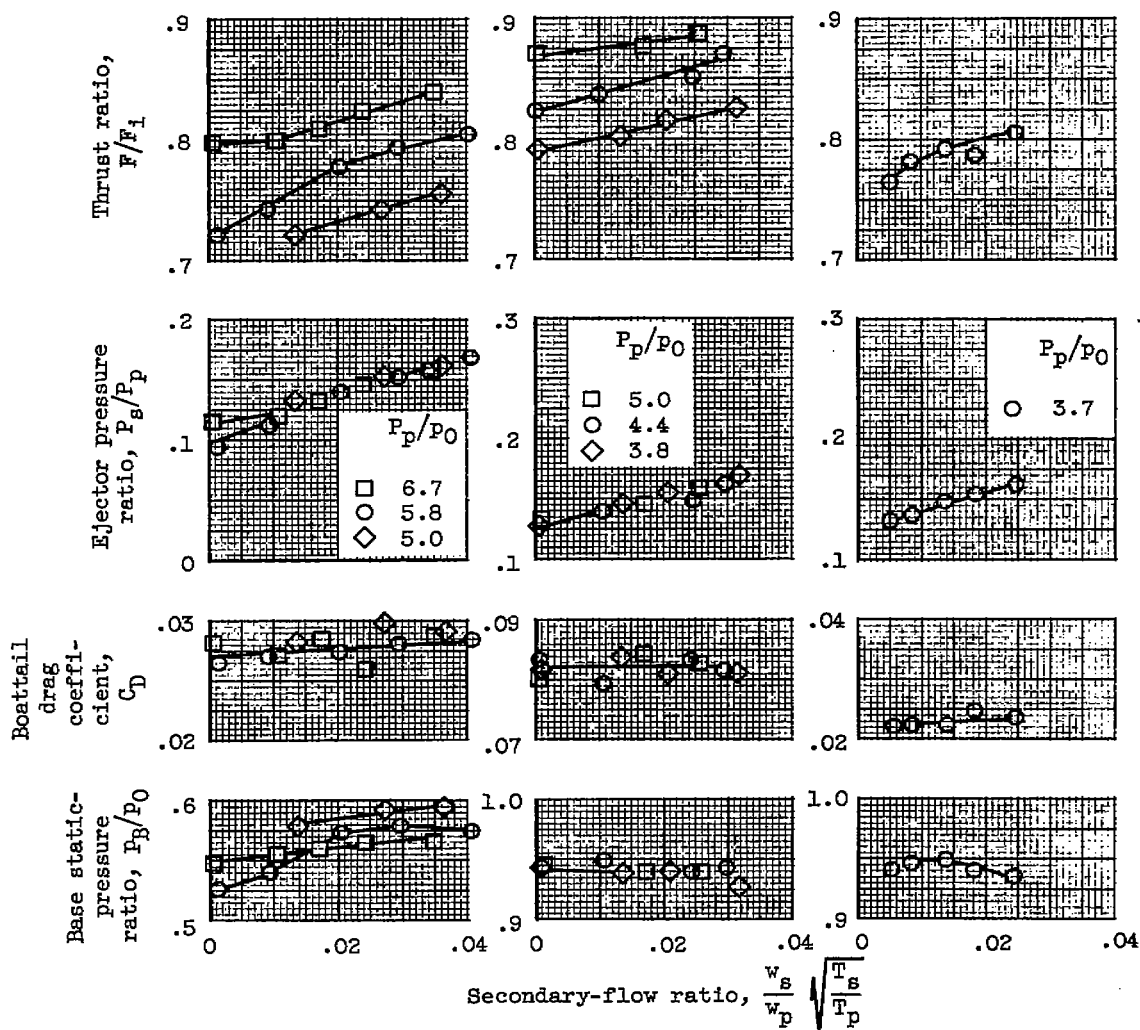 Thrust ratio,
F/Fi
.9
.8
.7
.9
.8
.7
.9
.8
.7
Ejector pressure
ratio, Ps/Pp
.2
.1
0
Pp/p0
6.7
5.8
5.0
.3
.2
.1
Pp/p0
5.0
4.4
3.8
.3
.2
.1
Pp/p0
3.7
Boattail
drag
coeffi-
cient,
CD
.03
.02
.09
.07
.04
.02
Base static-
pressure
ratio, pB/p0
.6
.5
1.0
.9
1.0
.9
0 .02 .04
0 .02 .04
0 .02 .04
Secondary-flow ratio, ws/wp √Ts/Tp